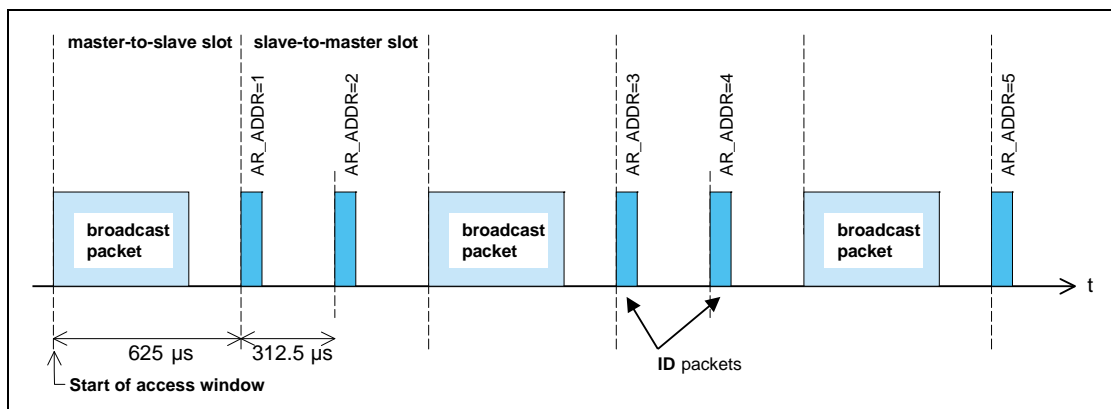 master-to-slave slot
slave-to-master slot
AR_ADDR=1
AR_ADDR=2
AR_ADDR=3
AR_ADDR=4
AR_ADDR=5
broadcast
packet
broadcast
packet
broadcast
packet
t
625 µs
312.5 µs
ID packets
Start of access window